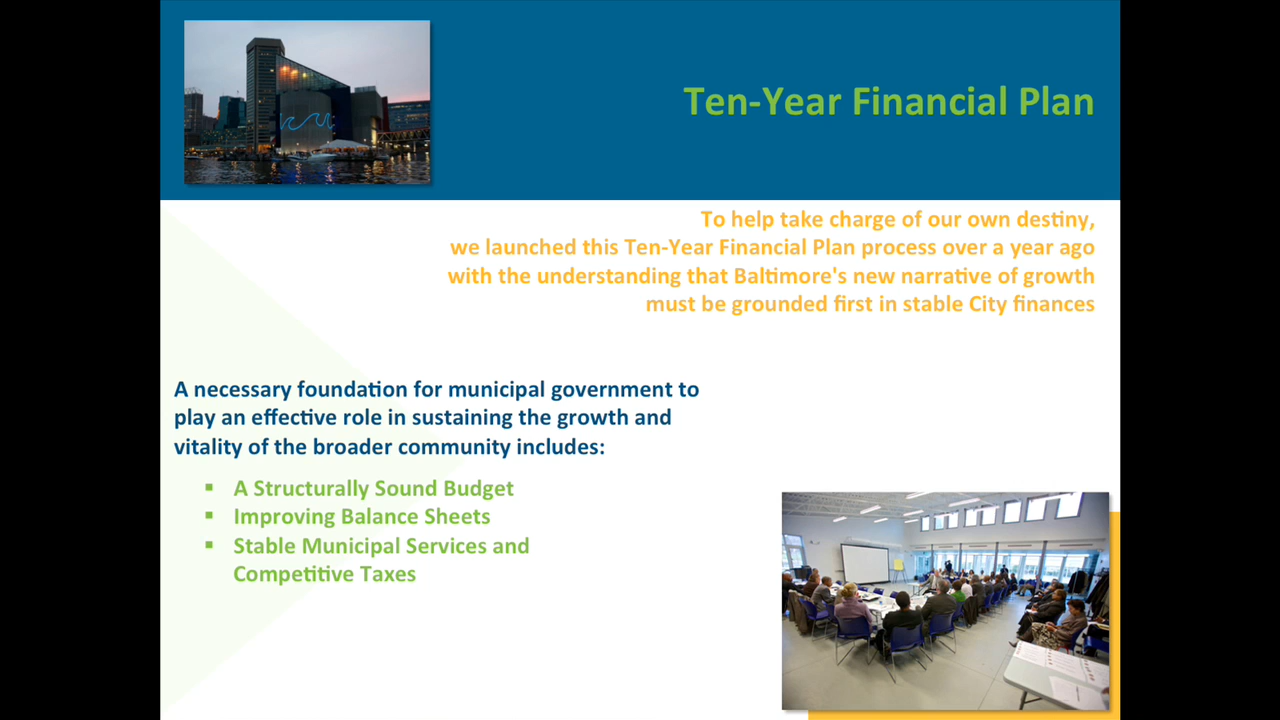 Ten-Year Financial Plan
To help take charge of our own destiny,
we launched this Ten-Year Financial Plan process over a year ago
with the understanding that Baltimore's new narrative of growth
must be grounded first in stable City finances
A necessary foundation for municipal government to
play an effective role in sustaining the growth and
vitality of the broader community includes:
▪ A Structurally Sound Budget
▪ Improving Balance Sheets
▪ Stable Municipal Services and
Competitive Taxes